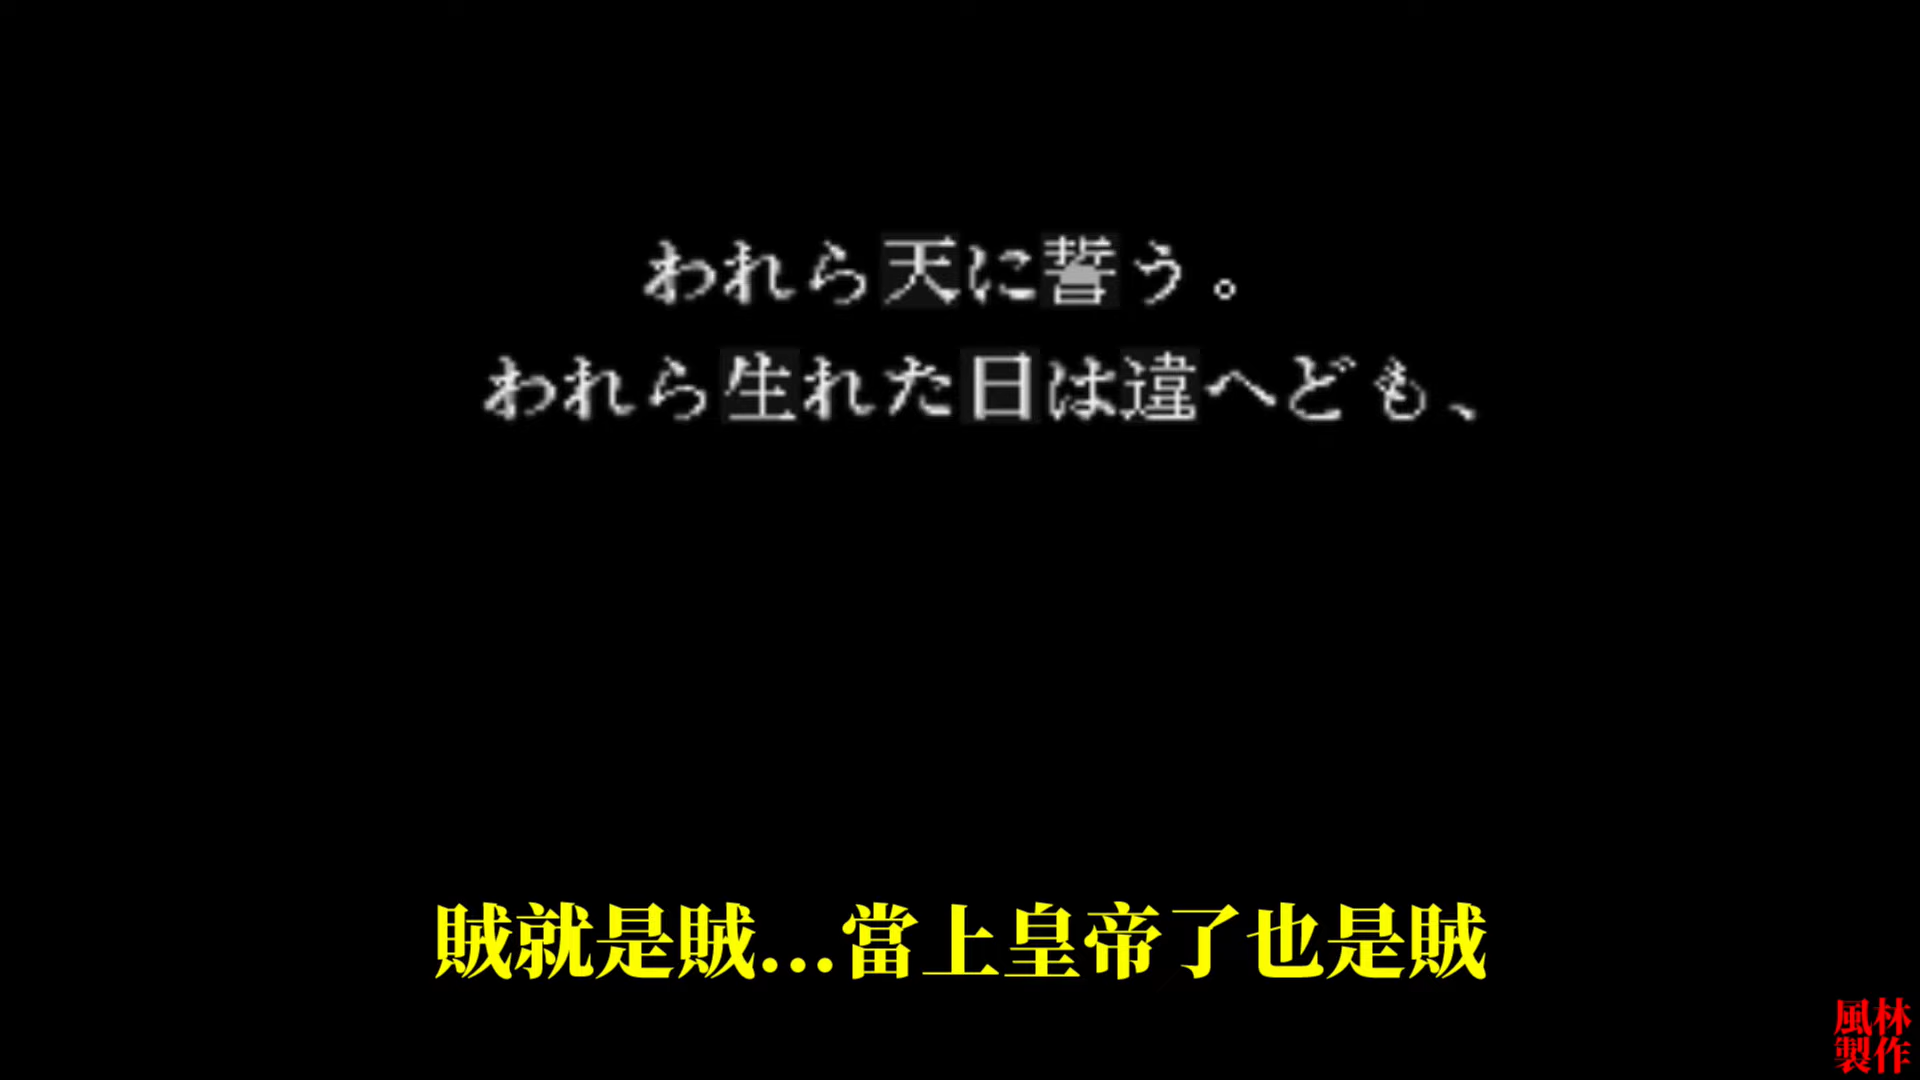 われら天に誓う。
われら生れた日は違へども、
賊就是賊...當上皇帝了也是賊
風林
製作